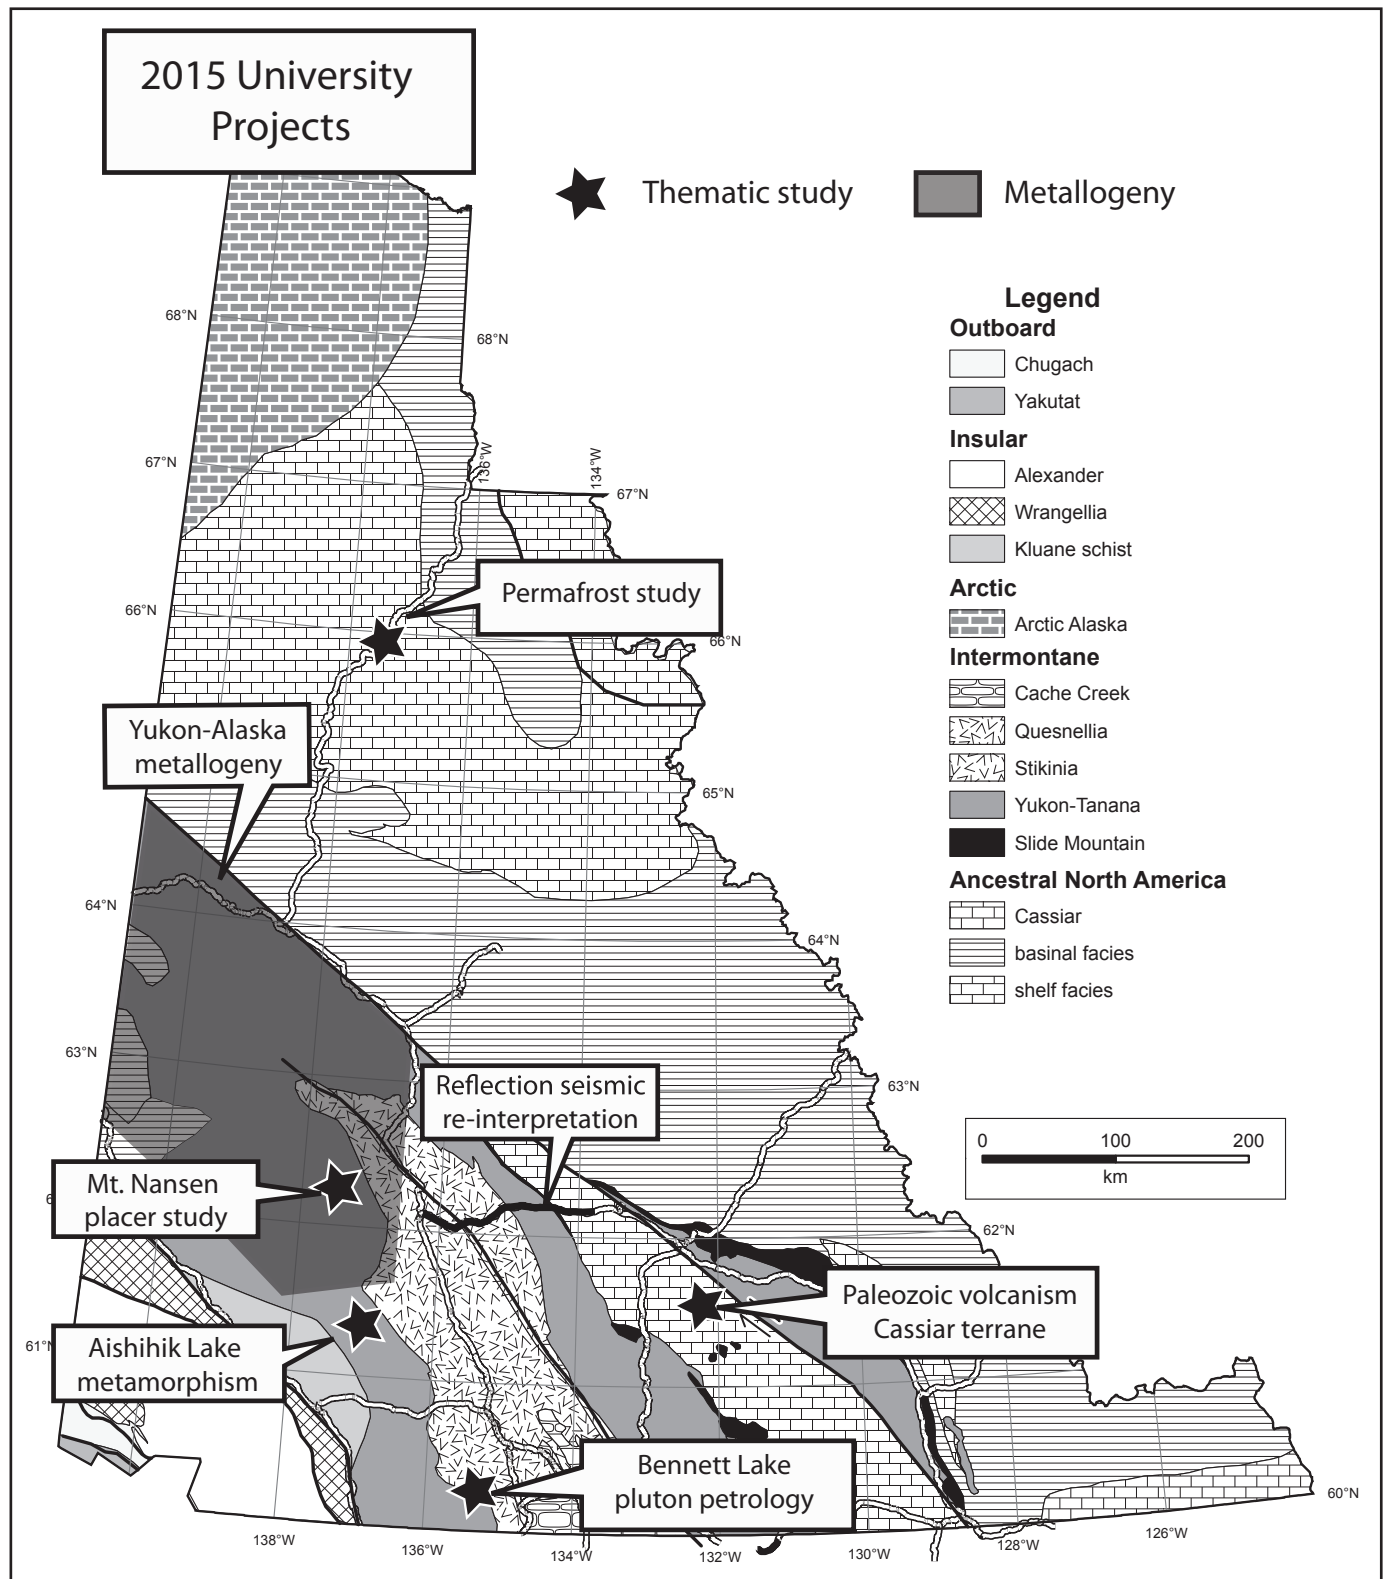 2015 University
Projects
Thematic study
Metallogeny
Legend
Outboard
Chugach
Yakutat
Insular
Alexander
Wrangellia
Kluane schist
Arctic
Arctic Alaska
Intermontane
Cache Creek
Quesnellia
Stikinia
Yukon-Tanana
Slide Mountain
Ancestral North America
Cassiar
basinal facies
shelf facies
0 100 200
km
68°N
68°N
67°N
136°W
134°W
67°N
Permafrost study
66°N
66°N
Yukon-Alaska
metallogeny
65°N
64°N
64°N
63°N
63°N
Reflection seismic
re-interpretation
Mt. Nansen
placer study
62°N
Paleozoic volcanism
Cassiar terrane
61°N
Aishihik Lake
metamorphism
Bennett Lake
pluton petrology
60°N
138°W
136°W
134°W
132°W
130°W
128°W
126°W